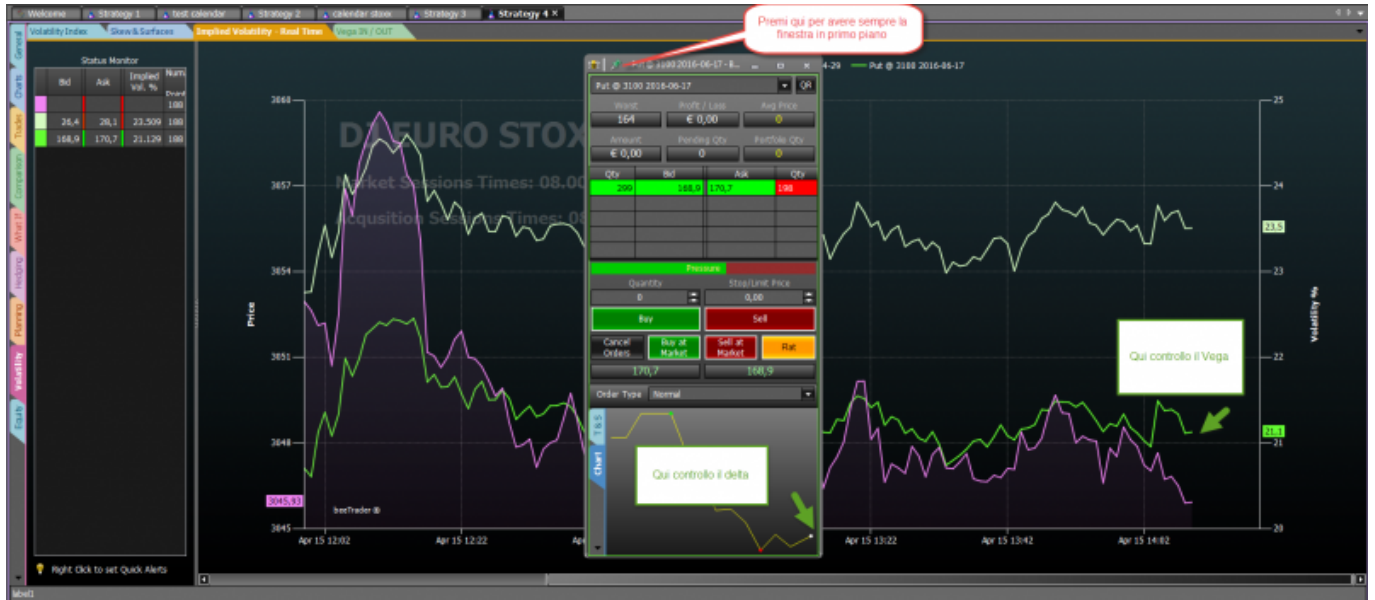 Welcome
Strategy 1
test calendar
Strategy 2
calendar stoxx
Strategy 3
Strategy 4 ×
Premi qui per avere sempre la
finestra in primo piano
Volatility Index
Skew & Surfaces
Implied Volatility - Real Time
Vega IN / OUT
General
Charts
Trades
Comparison
What If
Hedging
Planning
Volatility
Equity
Status Monitor
Bid Ask Implied Vol. % Num.
188
26,4 28,1 23.509 188
168,9 170,7 21.129 188
Right Click to set Quick Alerts
DJ EURO STOX
Market Sessions Times: 08.00
Acqusition Sessions Times: 08
4-29
Put @ 3100 2016-06-17
Price
3060
3057
3054
3051
3048
3045,93
3045
beeTrader ®
Apr 15 12:02
Apr 15 12:22
Apr 15 13:22
Apr 15 13:42
Apr 15 14:02
25
24
23,5
23
22
21,1
21
20
Volatility %
Put @ 3100 2016-06-17 - B...
Put @ 3100 2016-06-17
QR
Worst Profit / Loss Avg Price
164 € 0,00 0
Amount Pending Qty Portfolio Qty
€ 0,00 0 0
Qty Bid Ask Qty
299 168,9 170,7 198
Pressure
Quantity Stop/Limit Price
0 0,00
Buy Sell
Cancel Orders
Buy at Market
Sell at Market
Flat
170,7 168,9
Order Type Normal
T & S
Chart
Qui controllo il delta
Qui controllo il Vega
label1